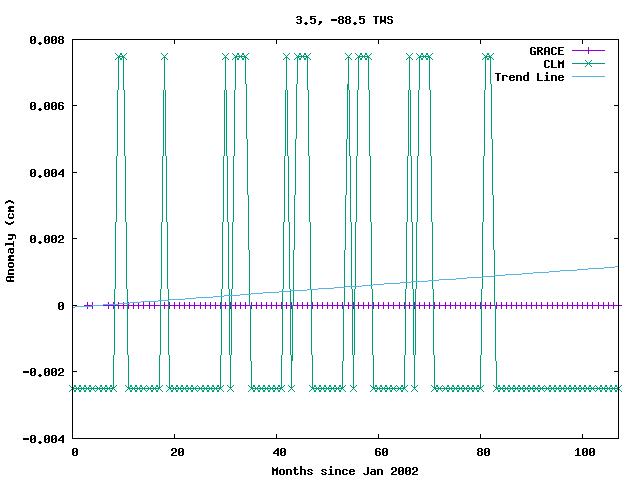 3.5, -88.5 TWS
GRACE
CLM
Trend Line
0.008
0.006
0.004
0.002
0
-0.002
-0.004
Anomaly (cm)
0 20 40 60 80 100
Months since Jan 2002